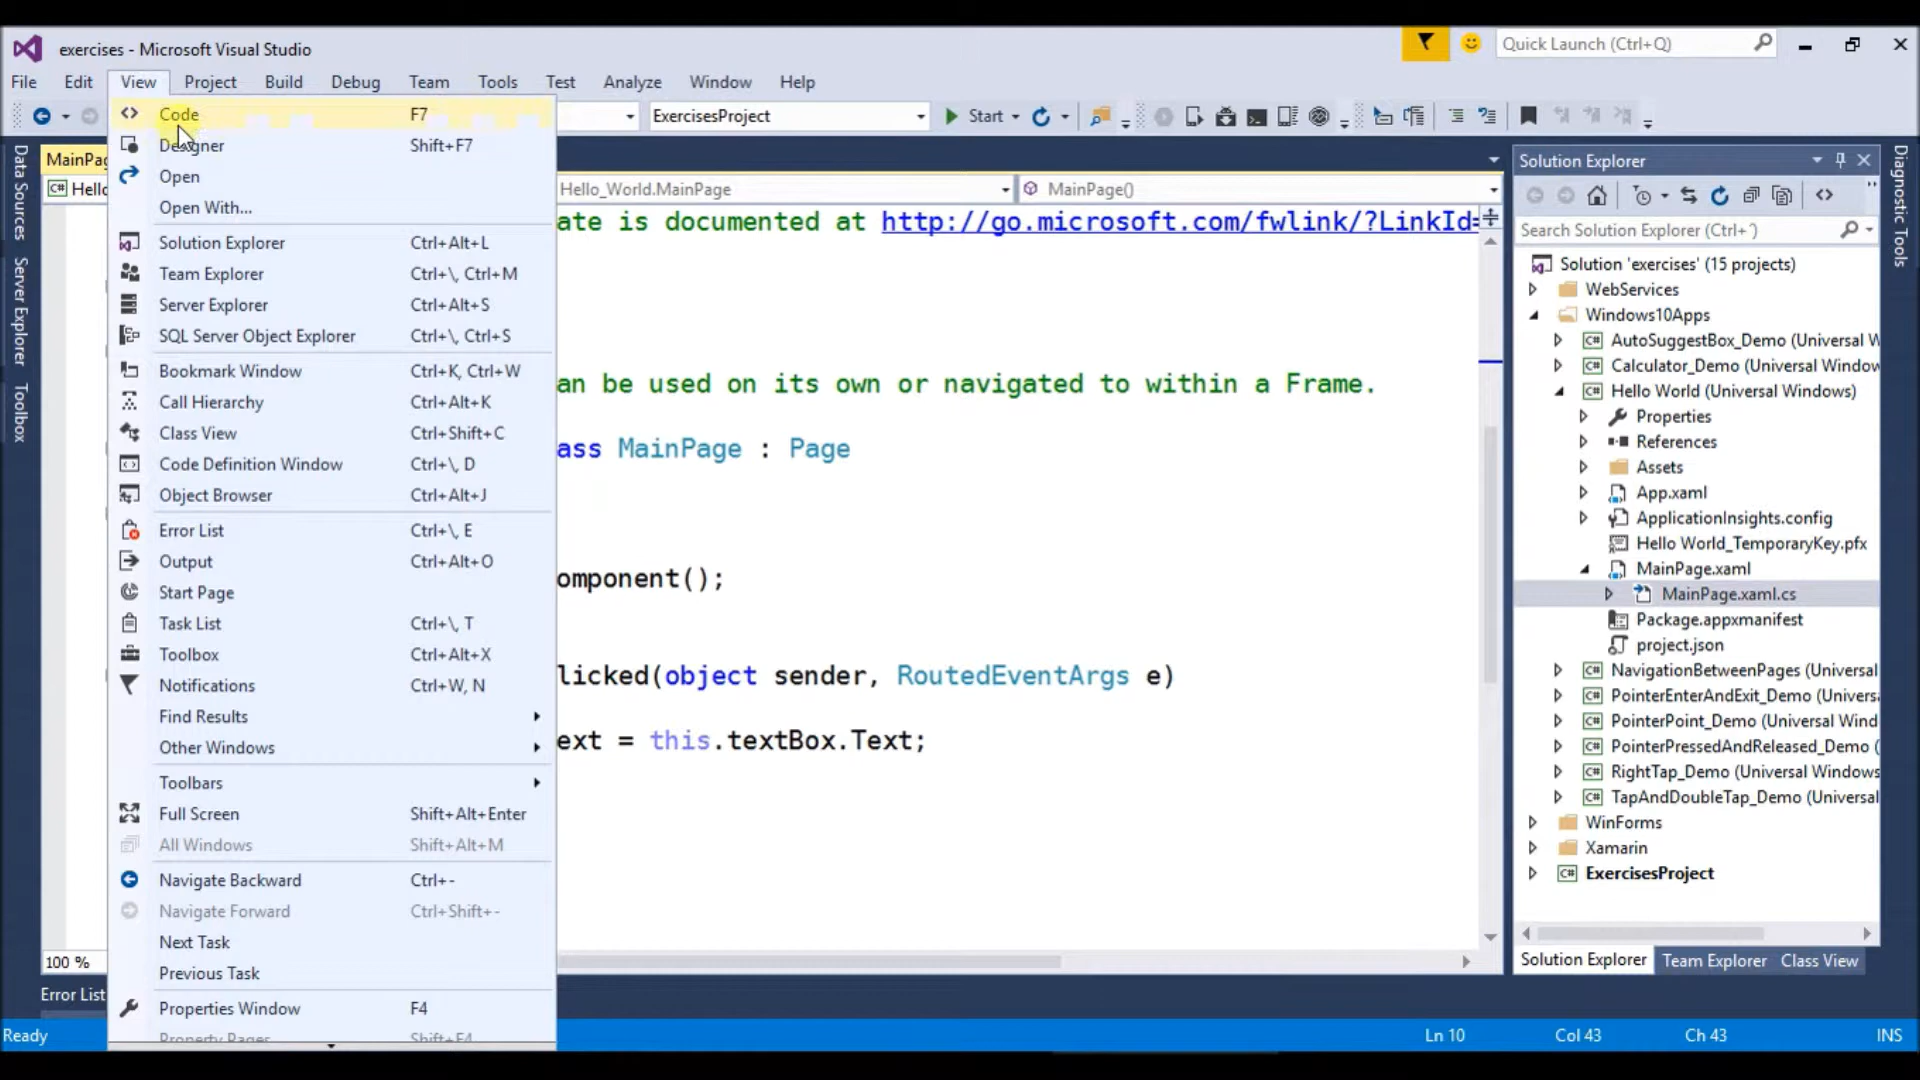 exercises - Microsoft Visual Studio
Quick Launch (Ctrl+Q)
File Edit View Project Build Debug Team Tools Test Analyze Window Help
ExercisesProject
Start
Code F7
Designer Shift+F7
Open
Open With...
Solution Explorer Ctrl+Alt+L
Team Explorer Ctrl+\, Ctrl+M
Server Explorer Ctrl+Alt+S
SQL Server Object Explorer Ctrl+\, Ctrl+S
Bookmark Window Ctrl+K, Ctrl+W
Call Hierarchy Ctrl+Alt+K
Class View Ctrl+Shift+C
Code Definition Window Ctrl+\, D
Object Browser Ctrl+Alt+J
Error List Ctrl+\, E
Output Ctrl+Alt+O
Start Page
Task List Ctrl+\, T
Toolbox Ctrl+Alt+X
Notifications Ctrl+W, N
Find Results
Other Windows
Toolbars
Full Screen Shift+Alt+Enter
All Windows Shift+Alt+M
Navigate Backward Ctrl+-
Navigate Forward Ctrl+Shift+-
Next Task
Previous Task
Properties Window F4
Property Pages Shift+F4
Data Sources
Server Explorer
Toolbox
MainPag
C# Hello
Hello_World.MainPage
MainPage()
ate is documented at http://go.microsoft.com/fwlink/?LinkId=
an be used on its own or navigated to within a Frame.
ass MainPage : Page
omponent();
licked(object sender, RoutedEventArgs e)
ext = this.textBox.Text;
100 %
Error List
Solution Explorer
Search Solution Explorer (Ctrl+')
Solution 'exercises' (15 projects)
WebServices
Windows10Apps
C# AutoSuggestBox_Demo (Universal W
C# Calculator_Demo (Universal Window
C# Hello World (Universal Windows)
Properties
References
Assets
App.xaml
ApplicationInsights.config
Hello World_TemporaryKey.pfx
MainPage.xaml
MainPage.xaml.cs
Package.appxmanifest
project.json
C# NavigationBetweenPages (Universa
C# PointerEnterAndExit_Demo (Univers
C# PointerPoint_Demo (Universal Wind
C# PointerPressedAndReleased_Demo (
C# RightTap_Demo (Universal Windows
C# TapAndDoubleTap_Demo (Universal
WinForms
Xamarin
C# ExercisesProject
Solution Explorer Team Explorer Class View
Diagnostic Tools
Ready
Ln 10 Col 43 Ch 43 INS